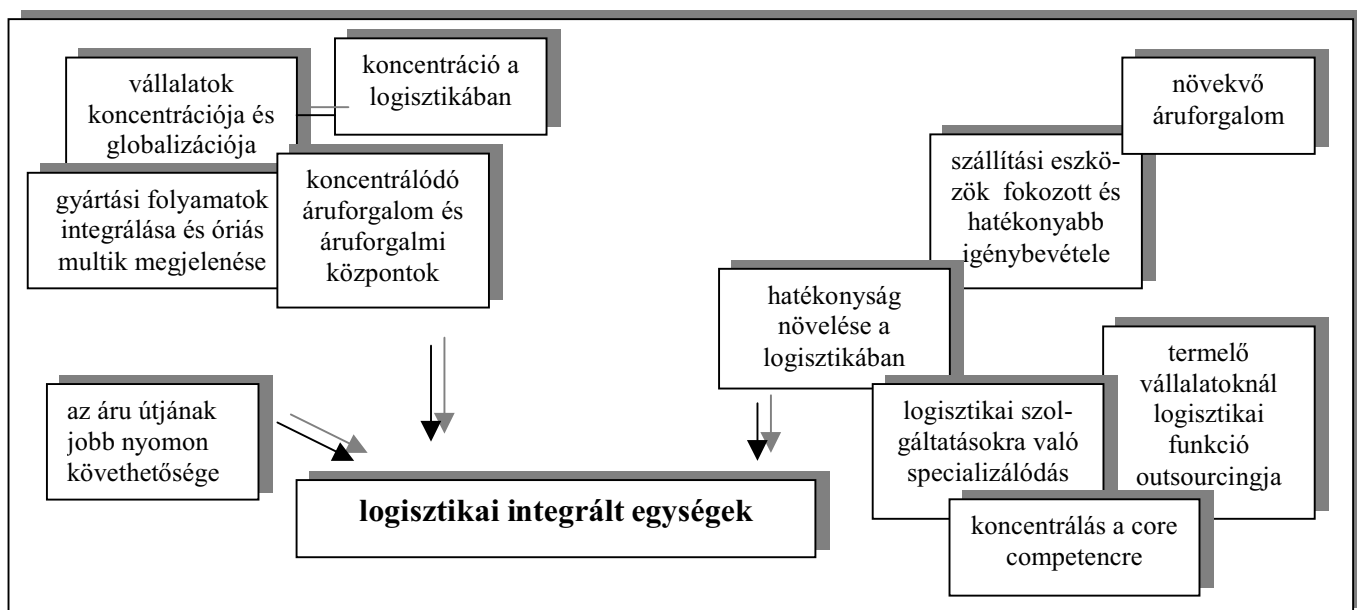 vállalatok
koncentrációja és
globalizációja
koncentráció a
logisztikában
gyártási folyamatok
integrálása és óriás
multik megjelenése
koncentrálódó
áruforgalom és
áruforgalmi
központok
növekvő
áruforgalom
szállítási eszkö-
zök fokozott és
hatékonyabb
igénybevétele
hatékonyság
növelése a
logisztikában
termelő
vállalatoknál
logisztikai
funkció
outsourcingja
logisztikai szol-
gáltatásokra való
specializálódás
koncentrálás a core
competencre
az áru útjának
jobb nyomon
követhetősége
logisztikai integrált egységek